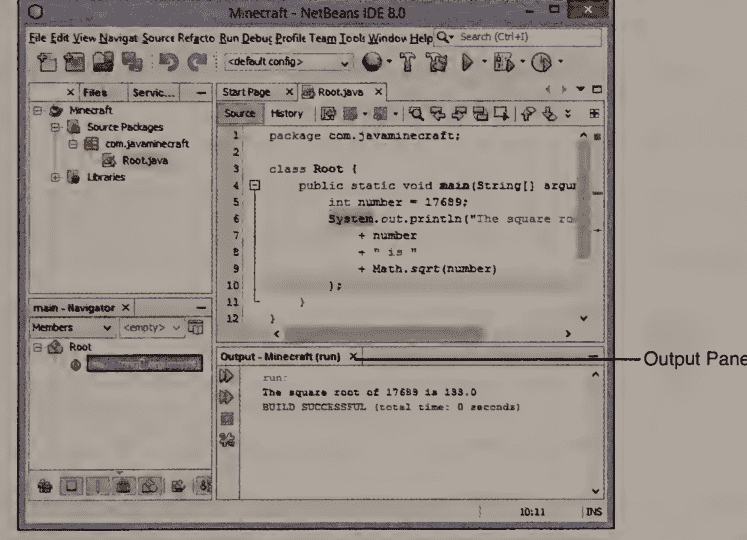 Minecraft - NetBeans IDE 8.0
File Edit View Navigat Source Refacto Run Debuc Profile Team Tools Window Help Search (Ctrl+I)
<default config>
Files Servic...
Minecraft
Source Packages
com.javaminecraft
Root.java
Libraries
Start Page Root.java
Source History
1 package com.javaminecraft;
2
3 class Root {
4 public static void main(String[] argum
5 int number = 17689;
6 System.out.println("The square ro
7 + number
8 + " is "
9 + Math.sqrt(number)
10 );
11 }
12 }
main - Navigator
Members <empty>
Root
Output - Minecraft (run)
Output Pane
run:
The square root of 17689 is 133.0
BUILD SUCCESSFUL (total time: 0 seconds)
10:11 INS